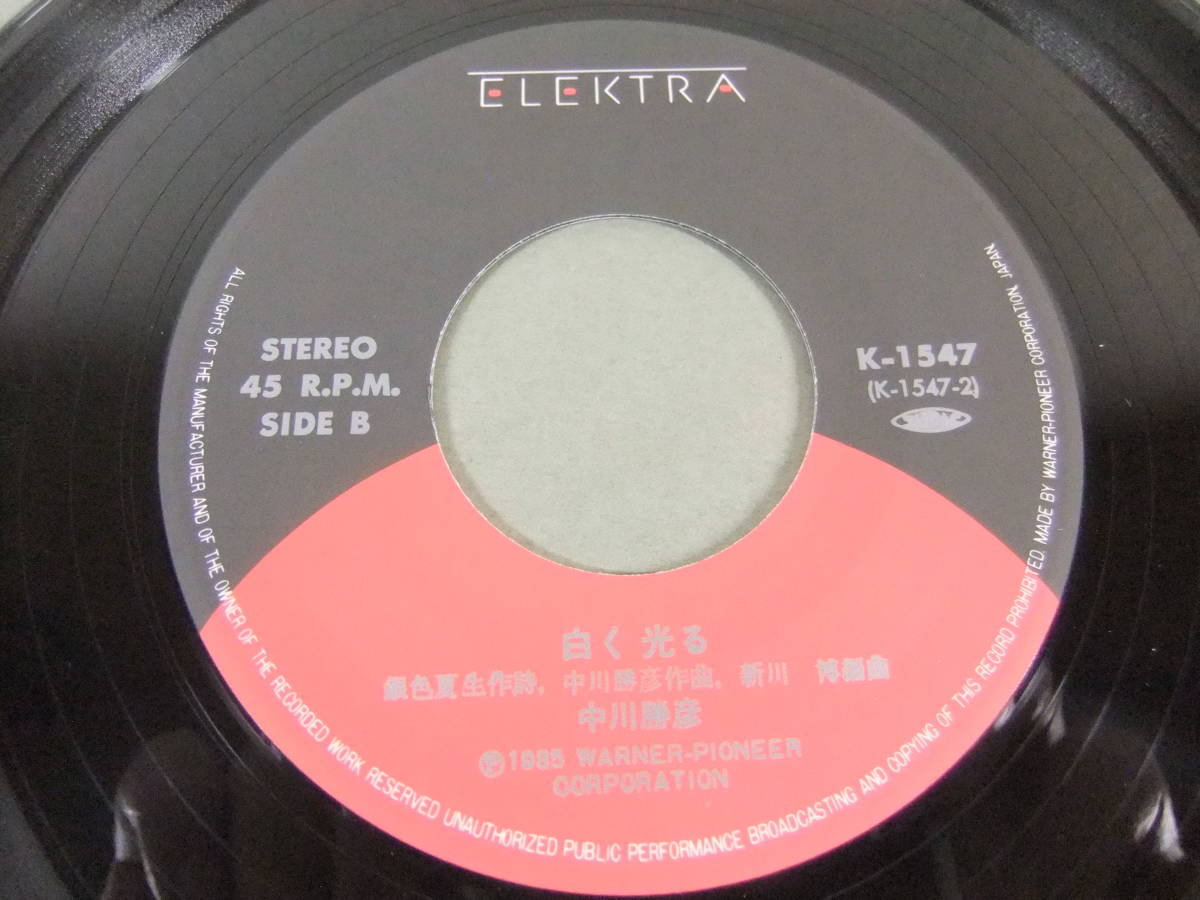 ELEKTRA
STEREO
45 R.P.M.
SIDE B
K-1547
(K-1547-2)
白く光る
銀色夏生作詩, 中川勝彦作曲, 新川 博編曲
中川勝彦
Ⓟ1985 WARNER-PIONEER
CORPORATION
ALL RIGHTS OF THE MANUFACTURER AND OF THE OWNER OF THE RECORDED WORK RESERVED UNAUTHORIZED PUBLIC PERFORMANCE BROADCASTING AND COPYING OF THIS RECORD PROHIBITED. MADE BY WARNER-PIONEER CORPORATION, JAPAN